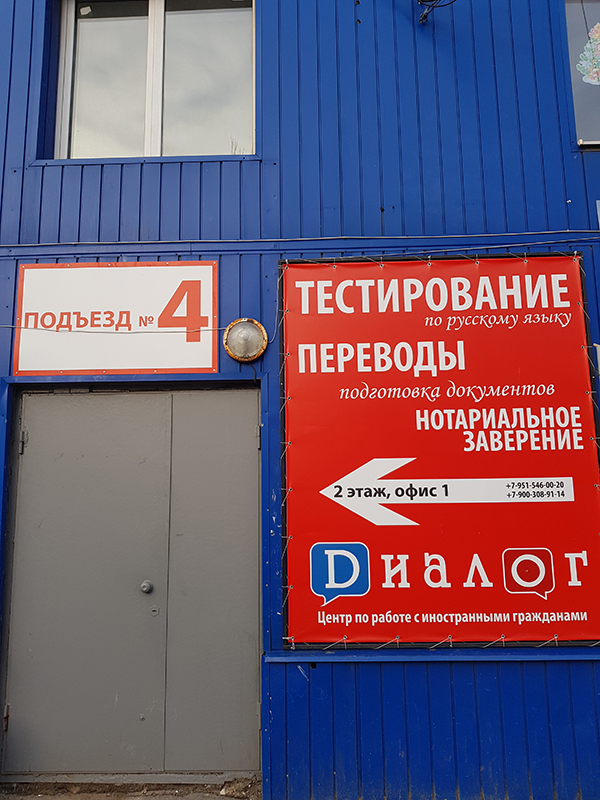 ПОДЪЕЗД № 4
ТЕСТИРОВАНИЕ
по русскому языку
ПЕРЕВОДЫ
подготовка документов
НОТАРИАЛЬНОЕ
ЗАВЕРЕНИЕ
2 этаж, офис 1
+7-951-546-00-20
+7-900-308-91-14
Диалог
Центр по работе с иностранными гражданами